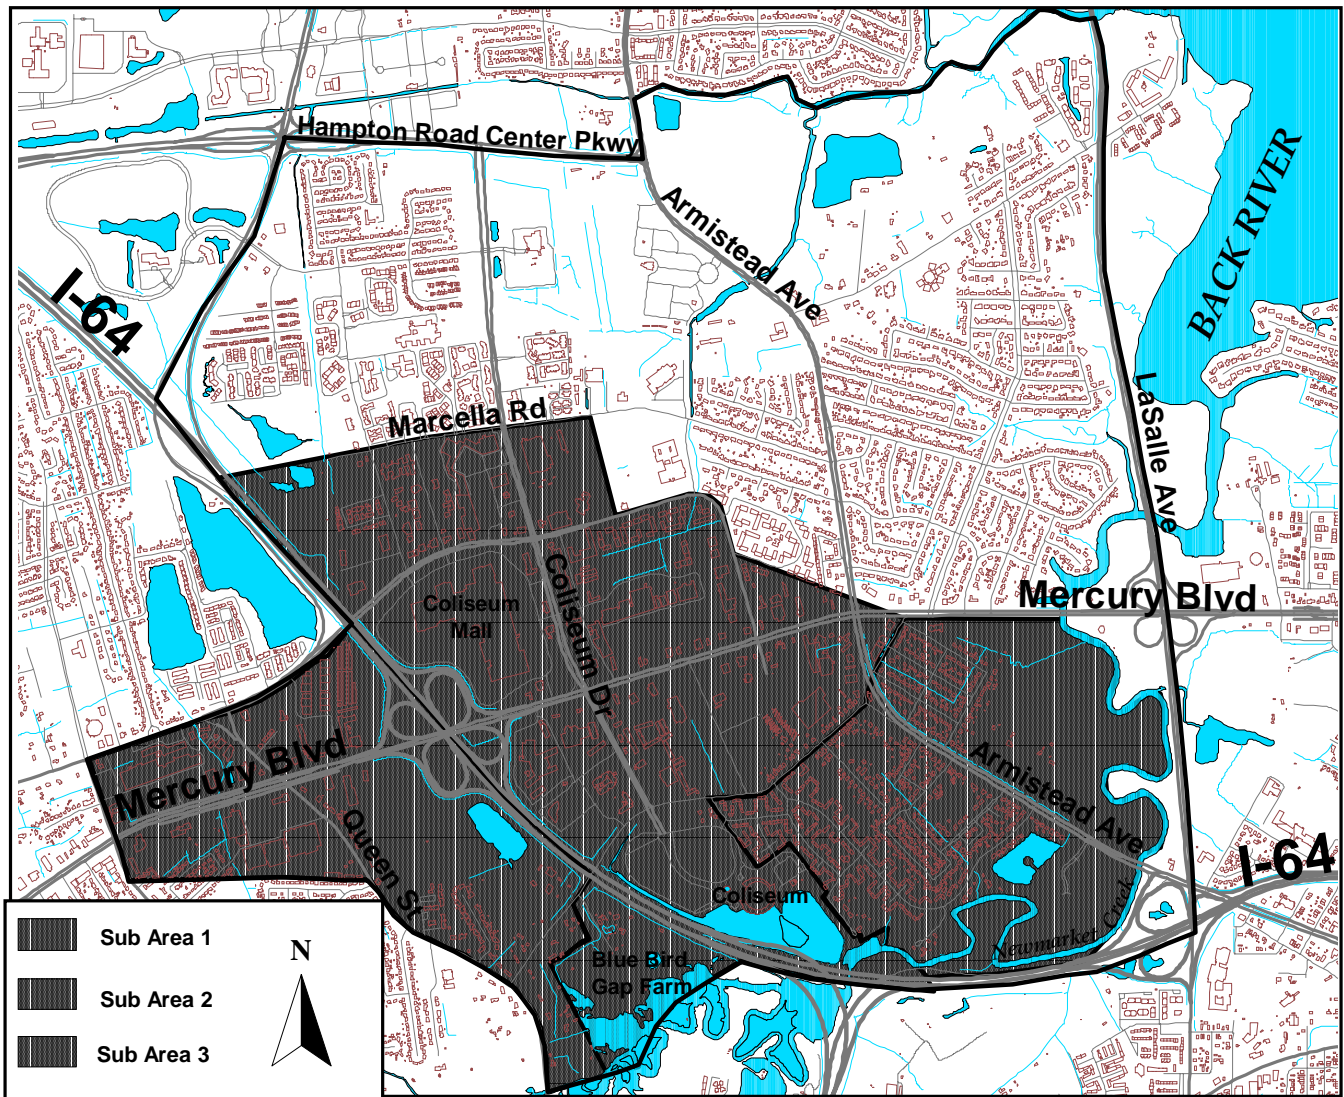 Hampton Road Center Pkwy
Armistead Ave
BACK RIVER
I-64
Marcella Rd
LaSalle Ave
Coliseum Dr
Coliseum
Mall
Mercury Blvd
Mercury Blvd
Armistead Ave
Queen St
I-64
Coliseum
Newmarket Creek
Blue Bird
Gap Farm
Sub Area 1
Sub Area 2
Sub Area 3
N